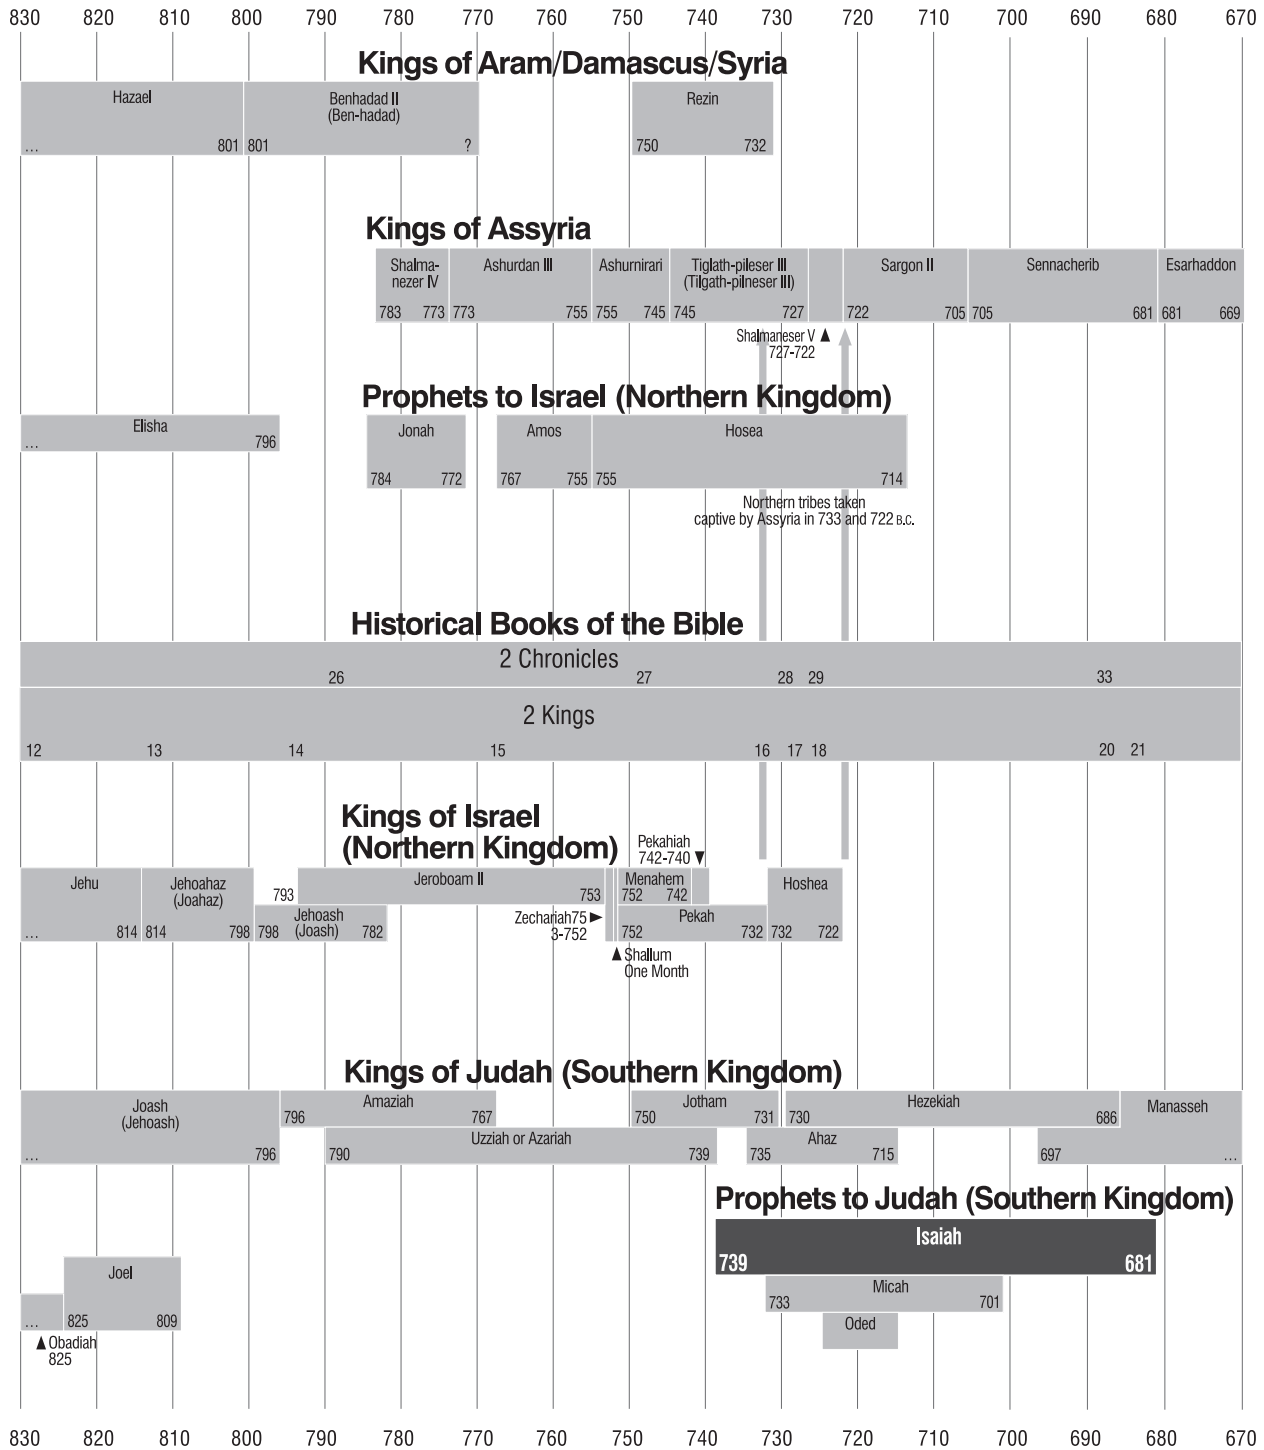 830 820 810 800 790 780 770 760 750 740 730 720 710 700 690 680 670
Kings of Aram/Damascus/Syria
Hazael
... 801
Benhadad II
(Ben-hadad)
801 ?
Rezin
750 732
Kings of Assyria
Shalma-
nezer IV
783 773
Ashurdan III
773 755
Ashurnirari
755 745
Tiglath-pileser III
(Tilgath-pilneser III)
745 727
Sargon II
722 705
Sennacherib
705 681
Esarhaddon
681 669
Shalmaneser V ▲
727-722
Prophets to Israel (Northern Kingdom)
Elisha
... 796
Jonah
784 772
Amos
767 755
Hosea
755 714
Northern tribes taken
captive by Assyria in 733 and 722 B.C.
Historical Books of the Bible
2 Chronicles
26 27 28 29 33
2 Kings
12 13 14 15 16 17 18 20 21
Kings of Israel
(Northern Kingdom)
Pekahiah
742-740 ▼
Jehu
... 814
Jehoahaz
(Joahaz)
814 798
Jeroboam II
793 753
Jehoash
(Joash)
798 782
Zechariah75 ►
3-752
▲ Shallum
One Month
Menahem
752 742
Pekah
752 732
Hoshea
732 722
Kings of Judah (Southern Kingdom)
Joash
(Jehoash)
... 796
Amaziah
796 767
Uzziah or Azariah
790 739
Jotham
750 731
Ahaz
735 715
Hezekiah
730 686
Manasseh
697 ...
Prophets to Judah (Southern Kingdom)
Isaiah
739 681
Joel
825 809
...
▲ Obadiah
825
Micah
733 701
Oded
830 820 810 800 790 780 770 760 750 740 730 720 710 700 690 680 670